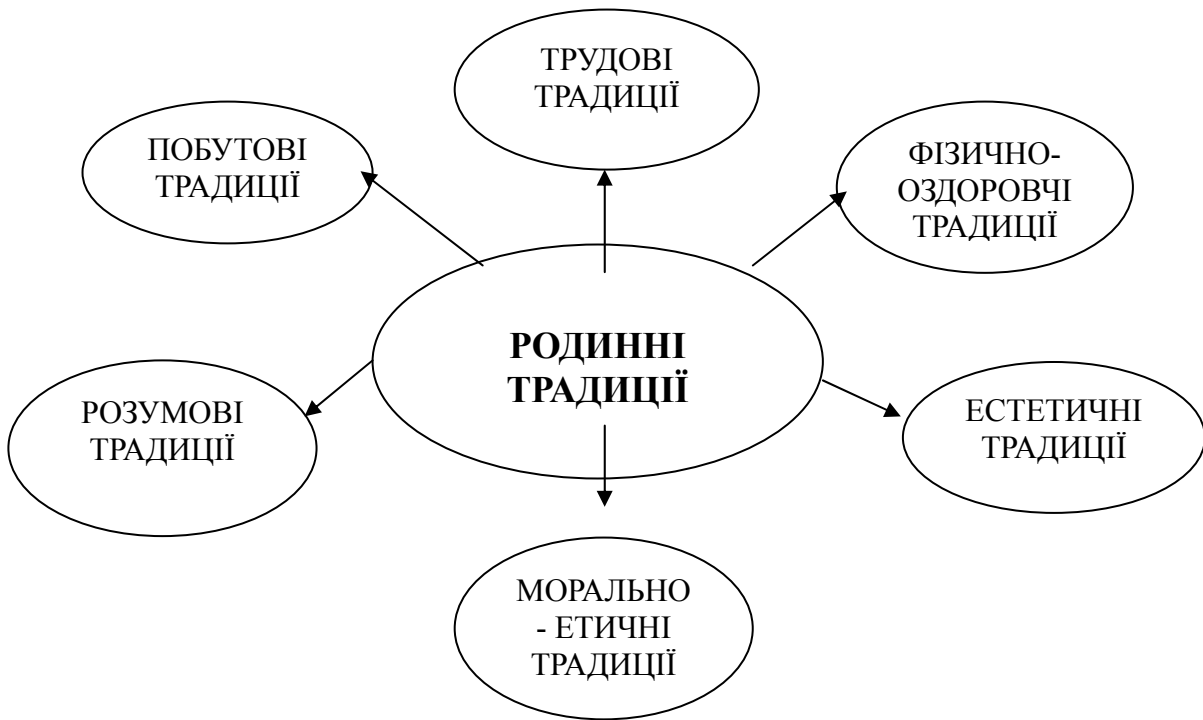 ТРУДОВІ
ТРАДИЦІЇ
ПОБУТОВІ
ТРАДИЦІЇ
ФІЗИЧНО-
ОЗДОРОВЧІ
ТРАДИЦІЇ
РОДИННІ
ТРАДИЦІЇ
РОЗУМОВІ
ТРАДИЦІЇ
ЕСТЕТИЧНІ
ТРАДИЦІЇ
МОРАЛЬНО
- ЕТИЧНІ
ТРАДИЦІЇ